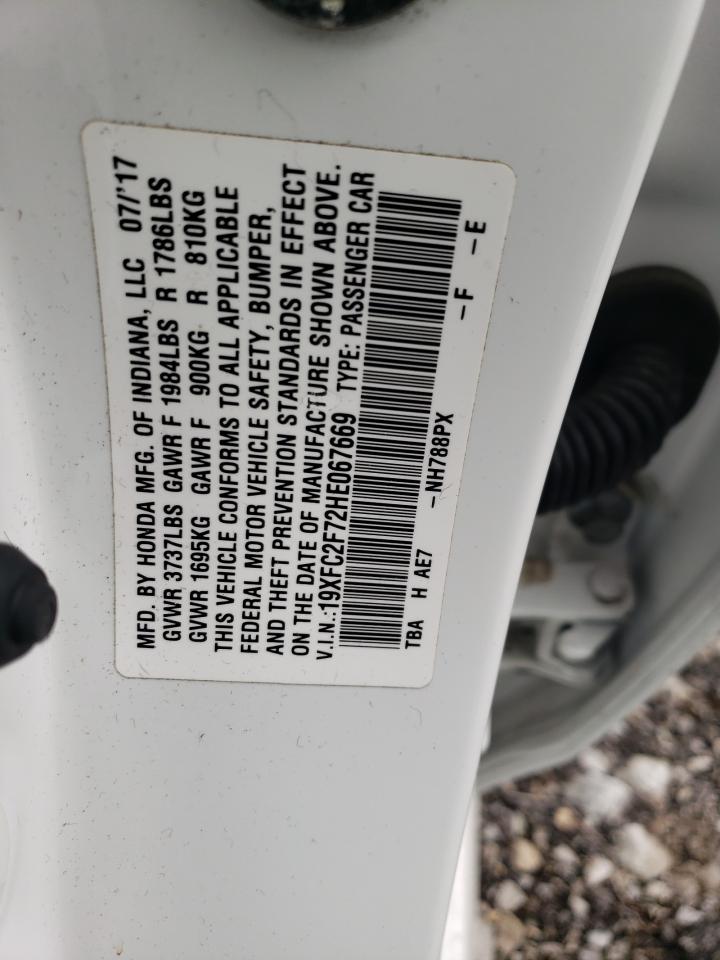 MFD. BY HONDA MFG. OF INDIANA, LLC 07/'17
GVWR 3737LBS GAWR F 1984LBS R 1786LBS
GVWR 1695KG GAWR F 900KG R 810KG
THIS VEHICLE CONFORMS TO ALL APPLICABLE
FEDERAL MOTOR VEHICLE SAFETY, BUMPER,
AND THEFT PREVENTION STANDARDS IN EFFECT
ON THE DATE OF MANUFACTURE SHOWN ABOVE.
V.I.N.:19XFC2F72HE067669 TYPE: PASSENGER CAR
TBA H AE7 -NH788PX -F -E